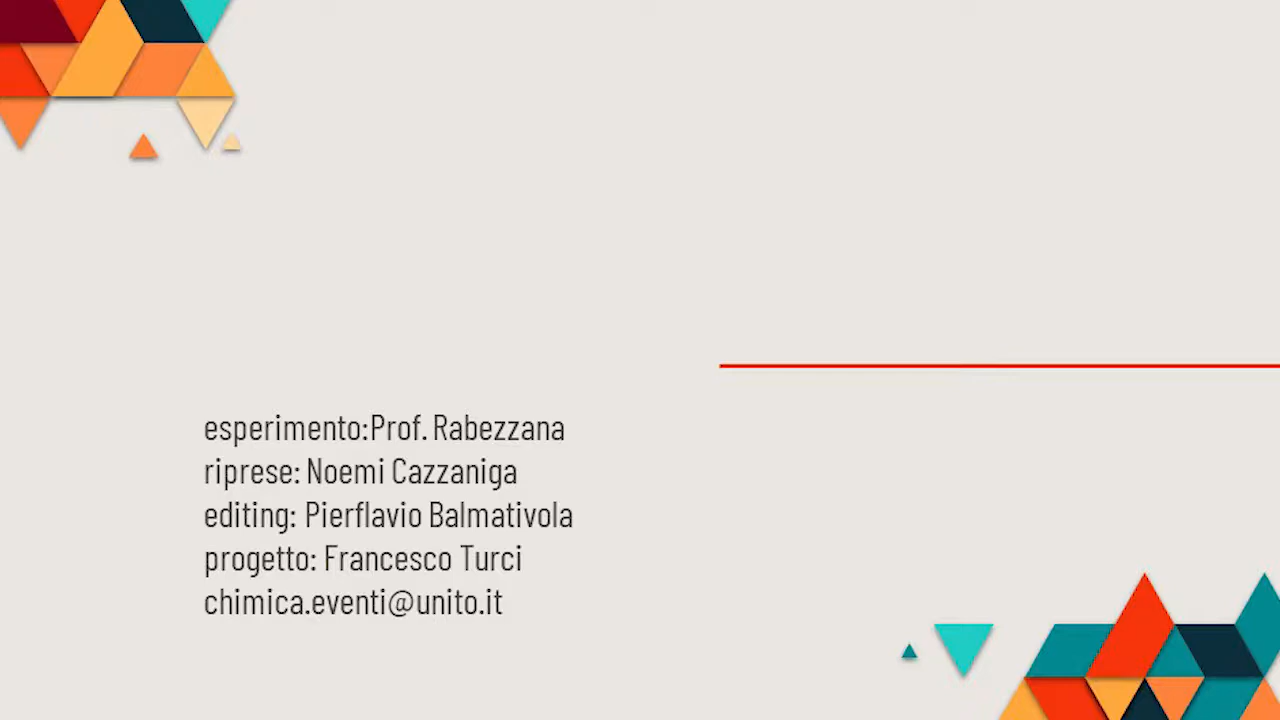 esperimento:Prof. Rabezzana
riprese: Noemi Cazzaniga
editing: Pierflavio Balmativola
progetto: Francesco Turci
chimica.eventi@unito.it